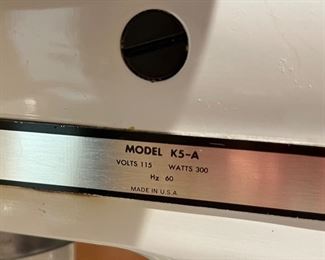 MODEL K5-A
VOLTS 115 WATTS 300
Hz 60
MADE IN U.S.A.